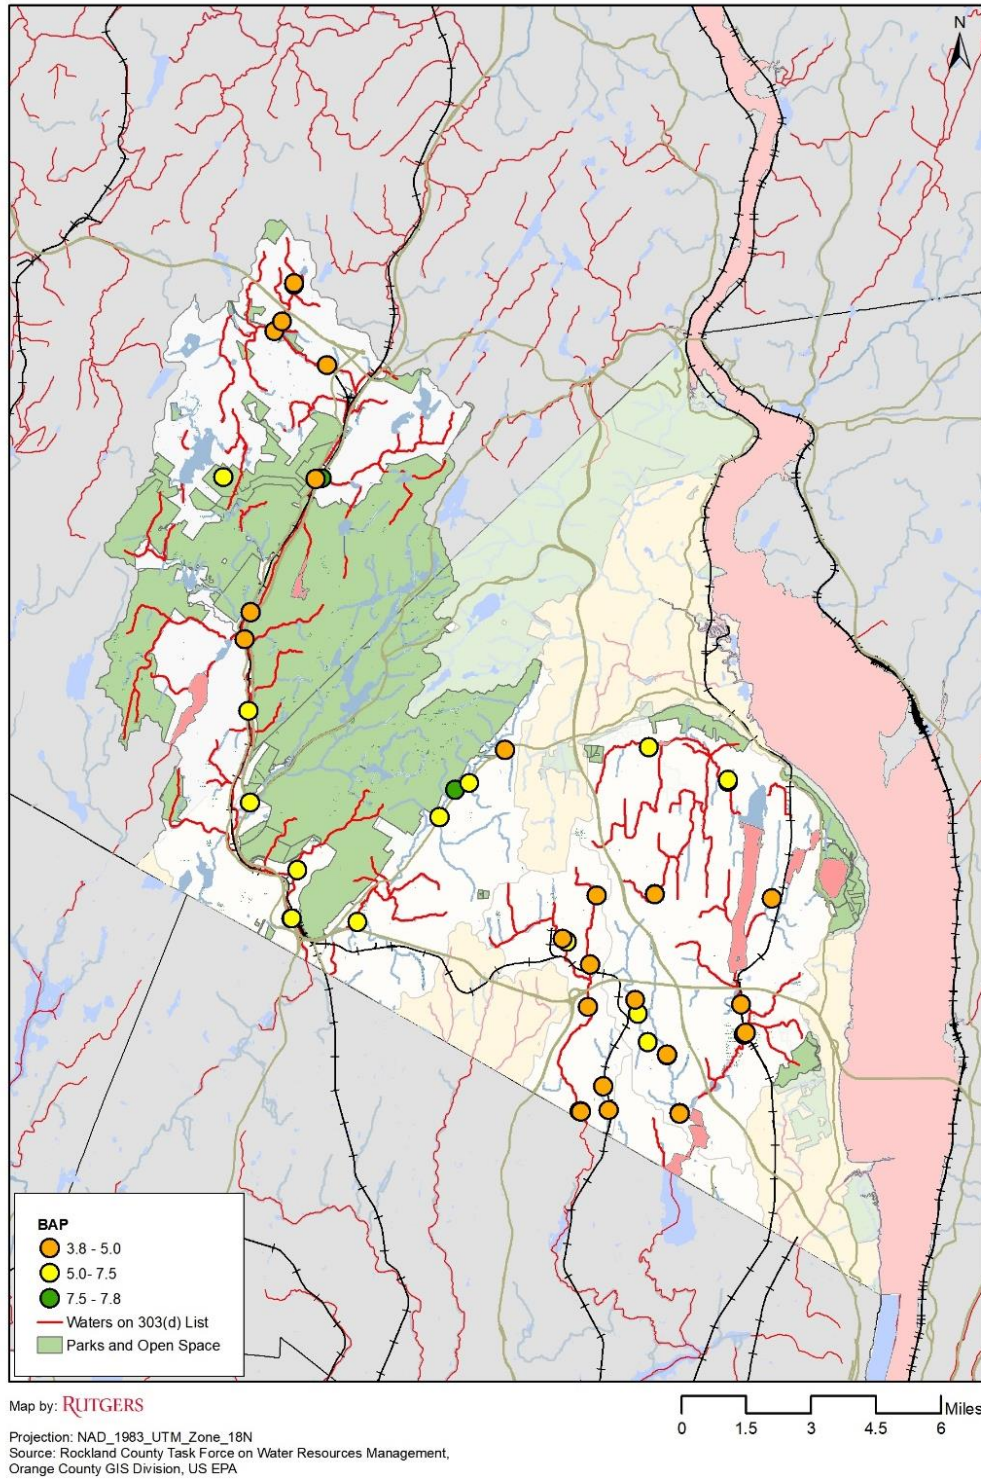 N
BAP
3.8 - 5.0
5.0- 7.5
7.5 - 7.8
Waters on 303(d) List
Parks and Open Space
Map by: RUTGERS
0 1.5 3 4.5 6 Miles
Projection: NAD_1983_UTM_Zone_18N
Source: Rockland County Task Force on Water Resources Management,
Orange County GIS Division, US EPA